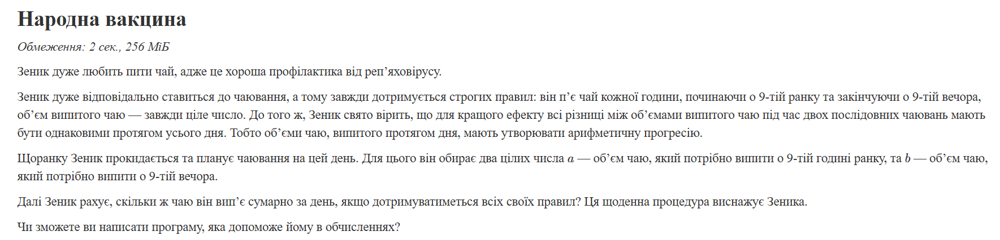 Народна вакцина
Обмеження: 2 сек., 256 МіБ
Зеник дуже любить пити чай, адже це хороша профілактика від реп’яховірусу.
Зеник дуже відповідально ставиться до чаювання, а тому завжди дотримується строгих правил: він п’є чай кожної години, починаючи о 9-тій ранку та закінчуючи о 9-тій вечора,
об’єм випитого чаю — завжди ціле число. До того ж, Зеник свято вірить, що для кращого ефекту всі різниці між об’ємами випитого чаю під час двох послідовних чаювань мають
бути однаковими протягом усього дня. Тобто об’єми чаю, випитого протягом дня, мають утворювати арифметичну прогресію.
Щоранку Зеник прокидається та планує чаювання на цей день. Для цього він обирає два цілих числа a — об’єм чаю, який потрібно випити о 9-тій годині ранку, та b — об’єм чаю,
який потрібно випити о 9-тій вечора.
Далі Зеник рахує, скільки ж чаю він вип’є сумарно за день, якщо дотримуватиметься всіх своїх правил? Ця щоденна процедура виснажує Зеника.
Чи зможете ви написати програму, яка допоможе йому в обчисленнях?